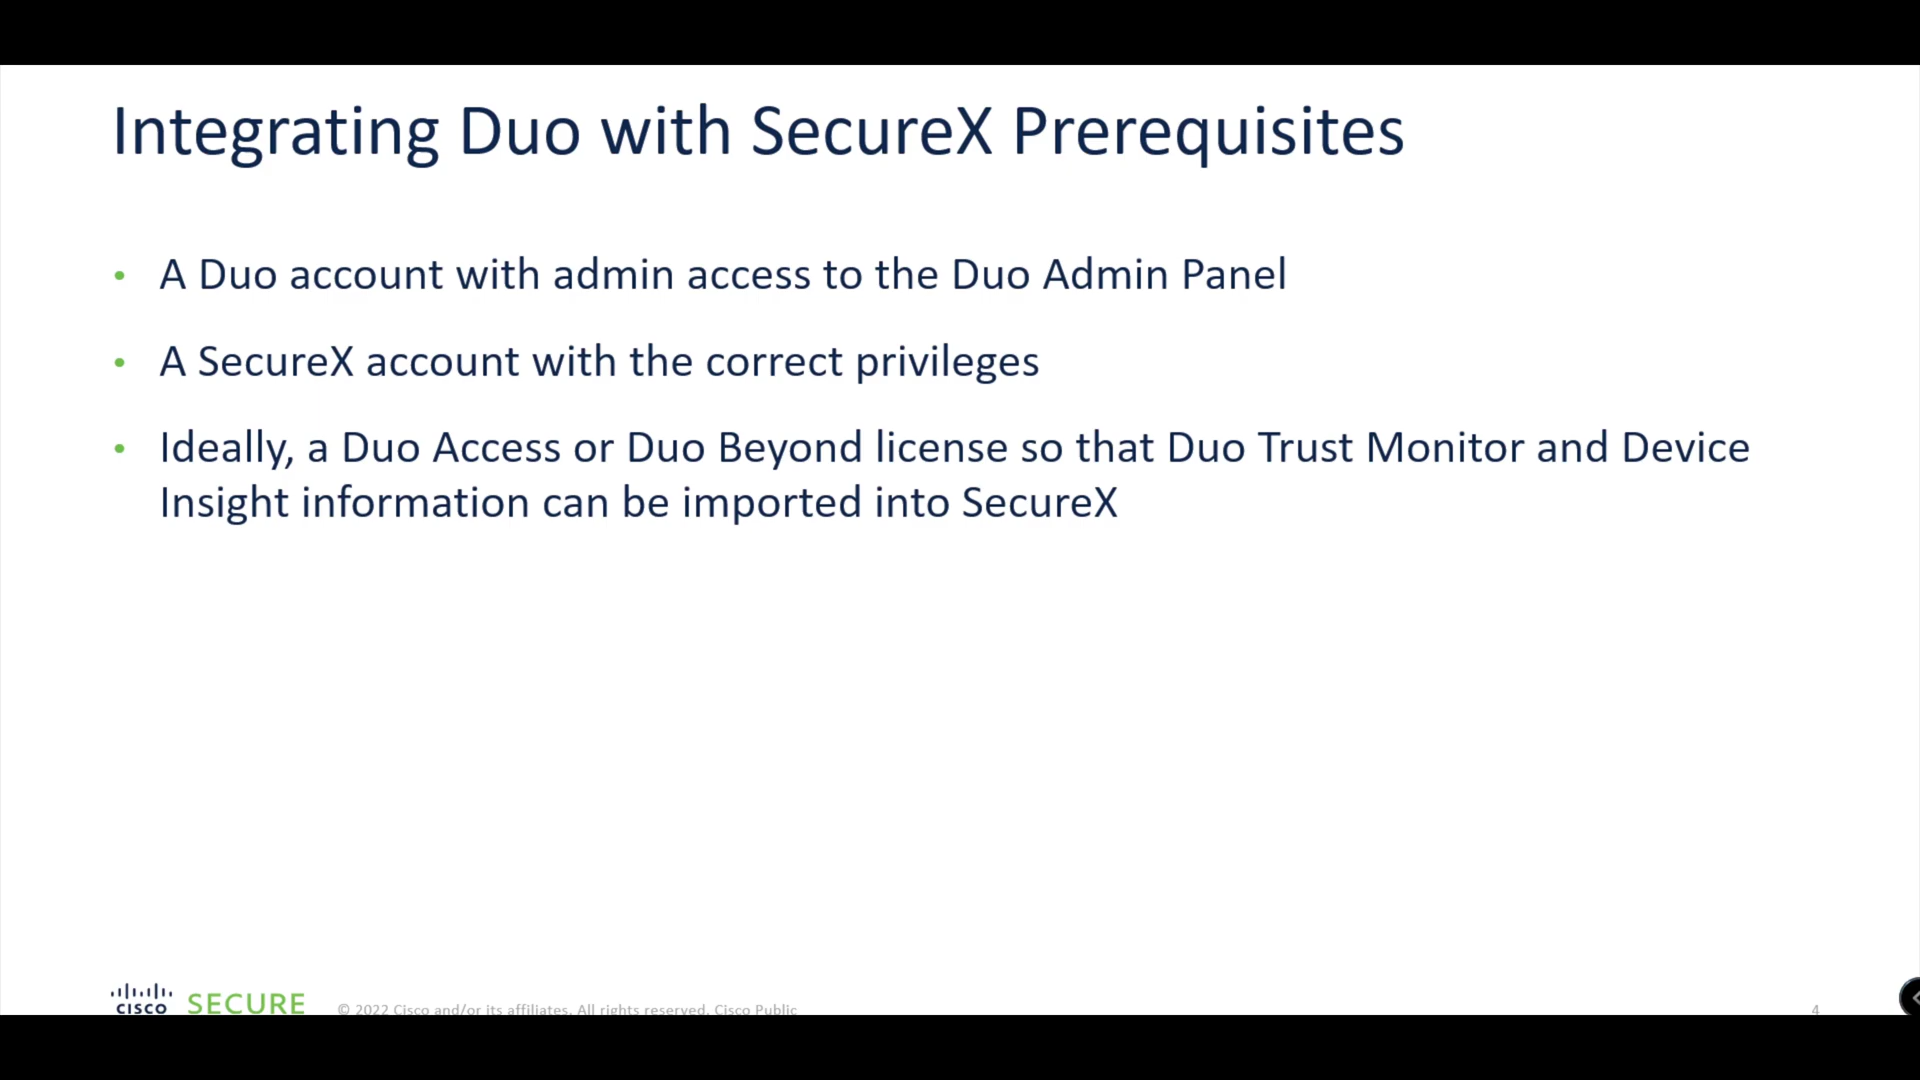 Integrating Duo with SecureX Prerequisites
• A Duo account with admin access to the Duo Admin Panel
• A SecureX account with the correct privileges
• Ideally, a Duo Access or Duo Beyond license so that Duo Trust Monitor and Device
Insight information can be imported into SecureX
CISCO SECURE © 2022 Cisco and/or its affiliates. All rights reserved. Cisco Public 4